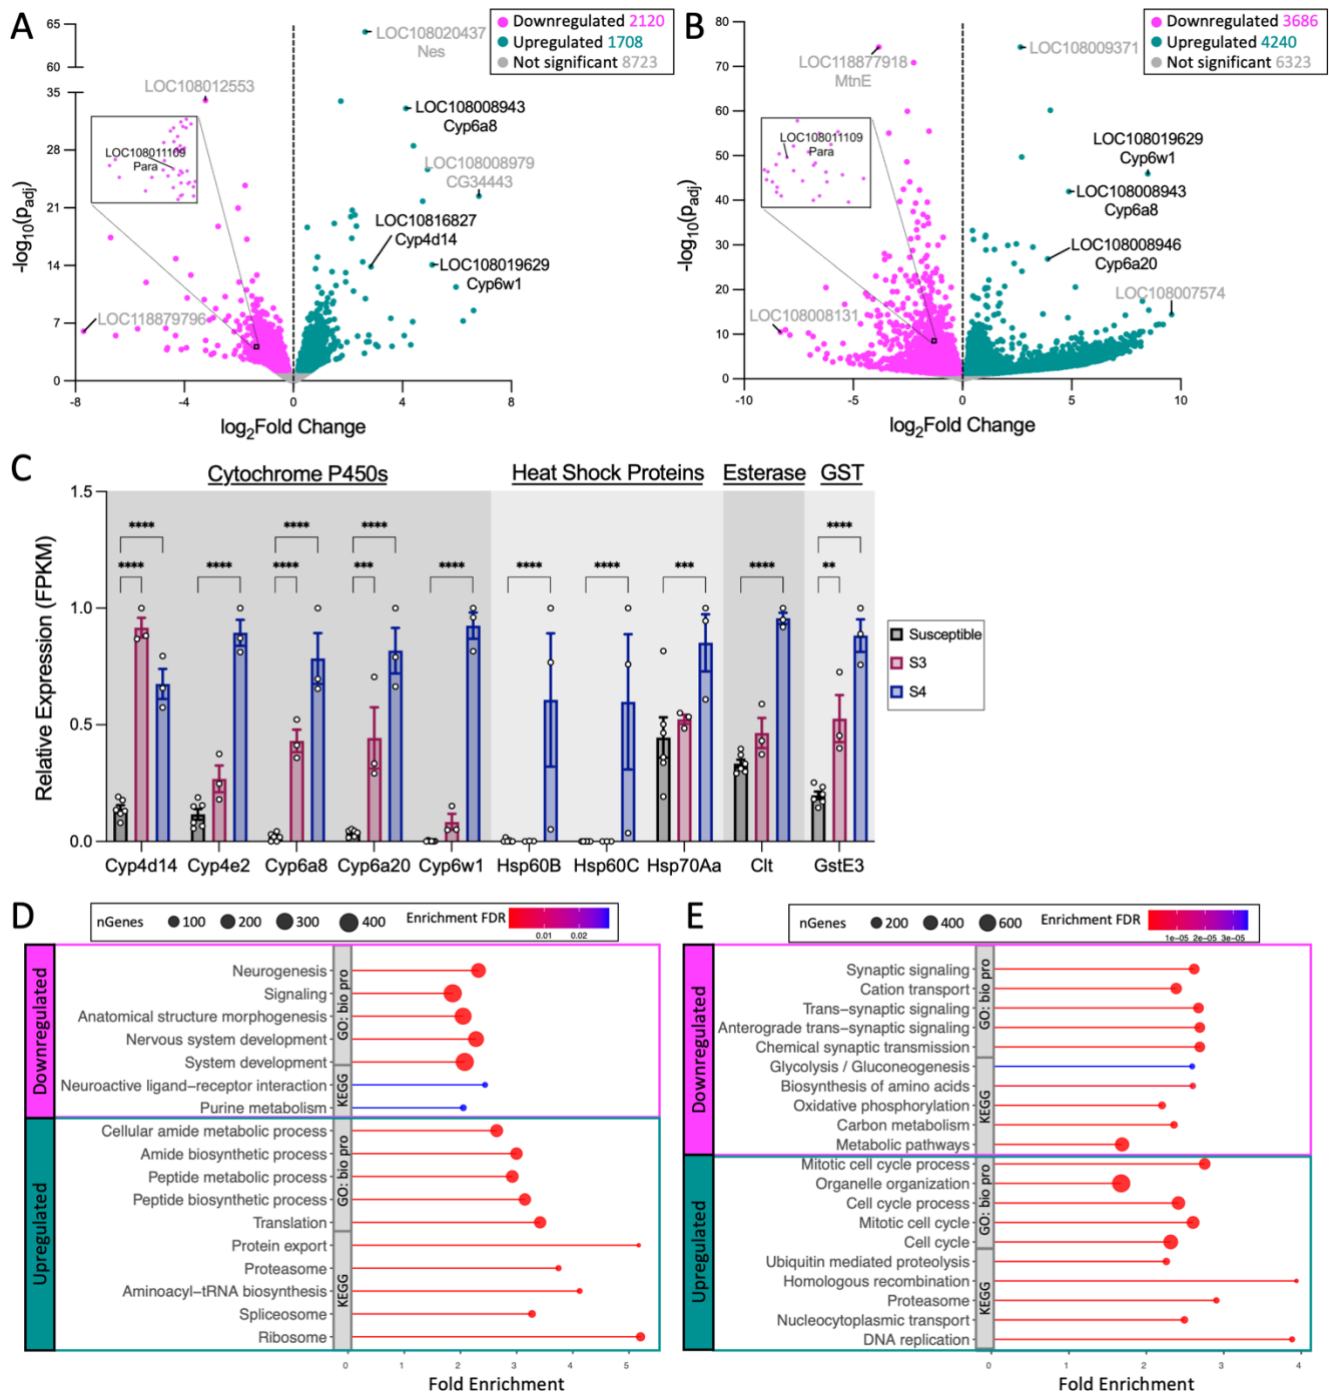 A
65
60
35
28
21
14
7
0
-log10(padj)
-8
-4
0
4
8
log2Fold Change
LOC108020437
Nes
Downregulated 2120
Upregulated 1708
Not significant 8723
LOC108012553
LOC108011109
Para
LOC108008943
Cyp6a8
LOC108008979
CG34443
LOC10816827
Cyp4d14
LOC108019629
Cyp6w1
LOC118879796
B
80
70
60
50
40
30
20
10
0
-log10(padj)
-10
-5
0
5
10
log2Fold Change
LOC118877918
MtnE
LOC108009371
Downregulated 3686
Upregulated 4240
Not significant 6323
LOC108011109
Para
LOC108019629
Cyp6w1
LOC108008943
Cyp6a8
LOC108008946
Cyp6a20
LOC108007574
LOC108008131
C
Cytochrome P450s
Heat Shock Proteins
Esterase
GST
1.5
1.0
0.5
0.0
Relative Expression (FPKM)
**** **** **** **** **** **** *** **** **** **** *** **** ** ****
Cyp4d14 Cyp4e2 Cyp6a8 Cyp6a20 Cyp6w1 Hsp60B Hsp60C Hsp70Aa Clt GstE3
Susceptible
S3
S4
D
nGenes 100 200 300 400 Enrichment FDR
0.01 0.02
Downregulated
GO: bio pro
Neurogenesis
Signaling
Anatomical structure morphogenesis
Nervous system development
System development
KEGG
Neuroactive ligand-receptor interaction
Purine metabolism
Upregulated
GO: bio pro
Cellular amide metabolic process
Amide biosynthetic process
Peptide metabolic process
Peptide biosynthetic process
Translation
KEGG
Protein export
Proteasome
Aminoacyl-tRNA biosynthesis
Spliceosome
Ribosome
0 1 2 3 4 5
Fold Enrichment
E
nGenes 200 400 600 Enrichment FDR
1e-05 2e-05 3e-05
Downregulated
GO: bio pro
Synaptic signaling
Cation transport
Trans-synaptic signaling
Anterograde trans-synaptic signaling
Chemical synaptic transmission
KEGG
Glycolysis / Gluconeogenesis
Biosynthesis of amino acids
Oxidative phosphorylation
Carbon metabolism
Metabolic pathways
Upregulated
GO: bio pro
Mitotic cell cycle process
Organelle organization
Cell cycle process
Mitotic cell cycle
Cell cycle
KEGG
Ubiquitin mediated proteolysis
Homologous recombination
Proteasome
Nucleocytoplasmic transport
DNA replication
0 1 2 3 4
Fold Enrichment